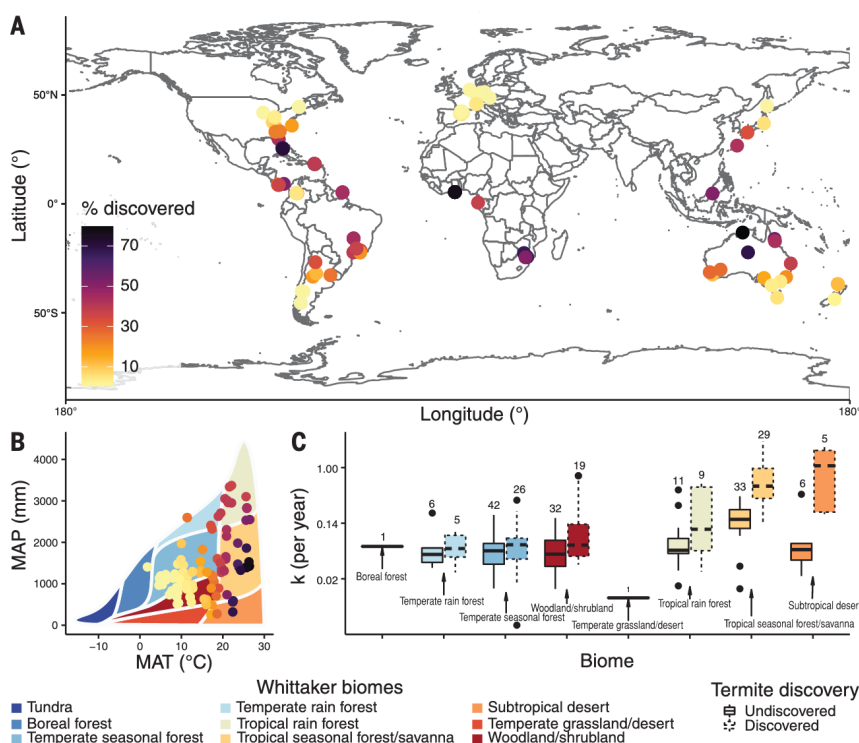 A
50°N
0°
50°S
Latitude (°)
% discovered
70
50
30
10
180°
Longitude (°)
180°
B
4000
3000
2000
1000
0
MAP (mm)
−10
0
10
20
30
MAT (°C)
C
1.00
0.14
0.02
k (per year)
1
Boreal forest
6
5
Temperate rain forest
42
26
Temperate seasonal forest
32
19
Woodland/shrubland
1
Temperate grassland/desert
11
9
Tropical rain forest
33
29
Tropical seasonal forest/savanna
6
5
Subtropical deser
Biome
Whittaker biomes
Tundra
Boreal forest
Temperate seasonal forest
Temperate rain forest
Tropical rain forest
Tropical seasonal forest/savanna
Subtropical desert
Temperate grassland/desert
Woodland/shrubland
Termite discovery
Undiscovered
Discovered